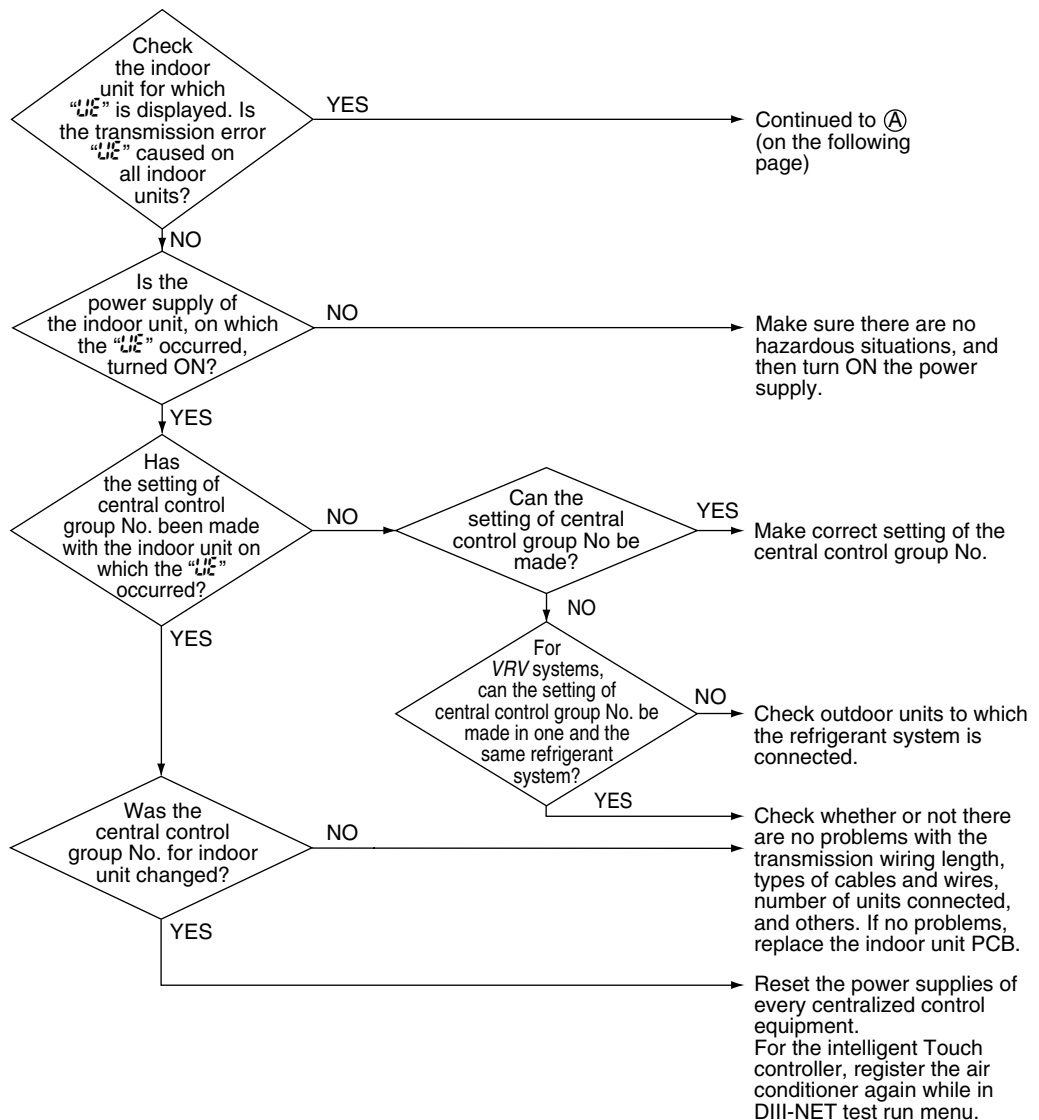 Check
the indoor
unit for which
“UE” is displayed. Is
the transmission error
“UE” caused on
all indoor
units?
YES
Continued to Ⓐ
(on the following
page)
NO
Is the
power supply of
the indoor unit, on which
the “UE” occurred,
turned ON?
NO
Make sure there are no
hazardous situations, and
then turn ON the power
supply.
YES
Has
the setting of
central control
group No. been made
with the indoor unit on
which the “UE”
occurred?
NO
Can the
setting of central
control group No be
made?
YES
Make correct setting of the
central control group No.
NO
For
VRV systems,
can the setting of
central control group No. be
made in one and the
same refrigerant
system?
NO
Check outdoor units to which
the refrigerant system is
connected.
YES
YES
Was the
central control
group No. for indoor
unit changed?
NO
Check whether or not there
are no problems with the
transmission wiring length,
types of cables and wires,
number of units connected,
and others. If no problems,
replace the indoor unit PCB.
YES
Reset the power supplies of
every centralized control
equipment.
For the intelligent Touch
controller, register the air
conditioner again while in
DIII-NET test run menu.